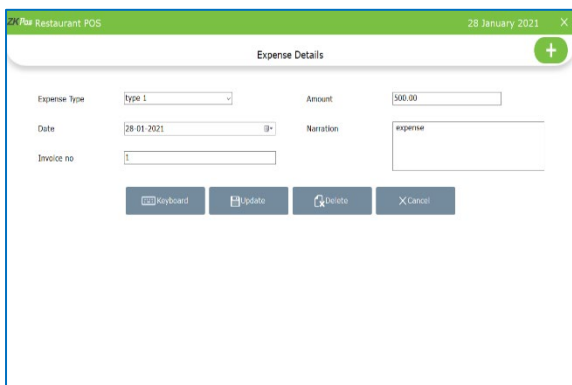 ZKPos Restaurant POS 28 January 2021 X
Expense Details +
Expense Type type 1 Amount 500.00
Date 28-01-2021 Narration expense
Invoice no 1
Keyboard Update Delete Cancel